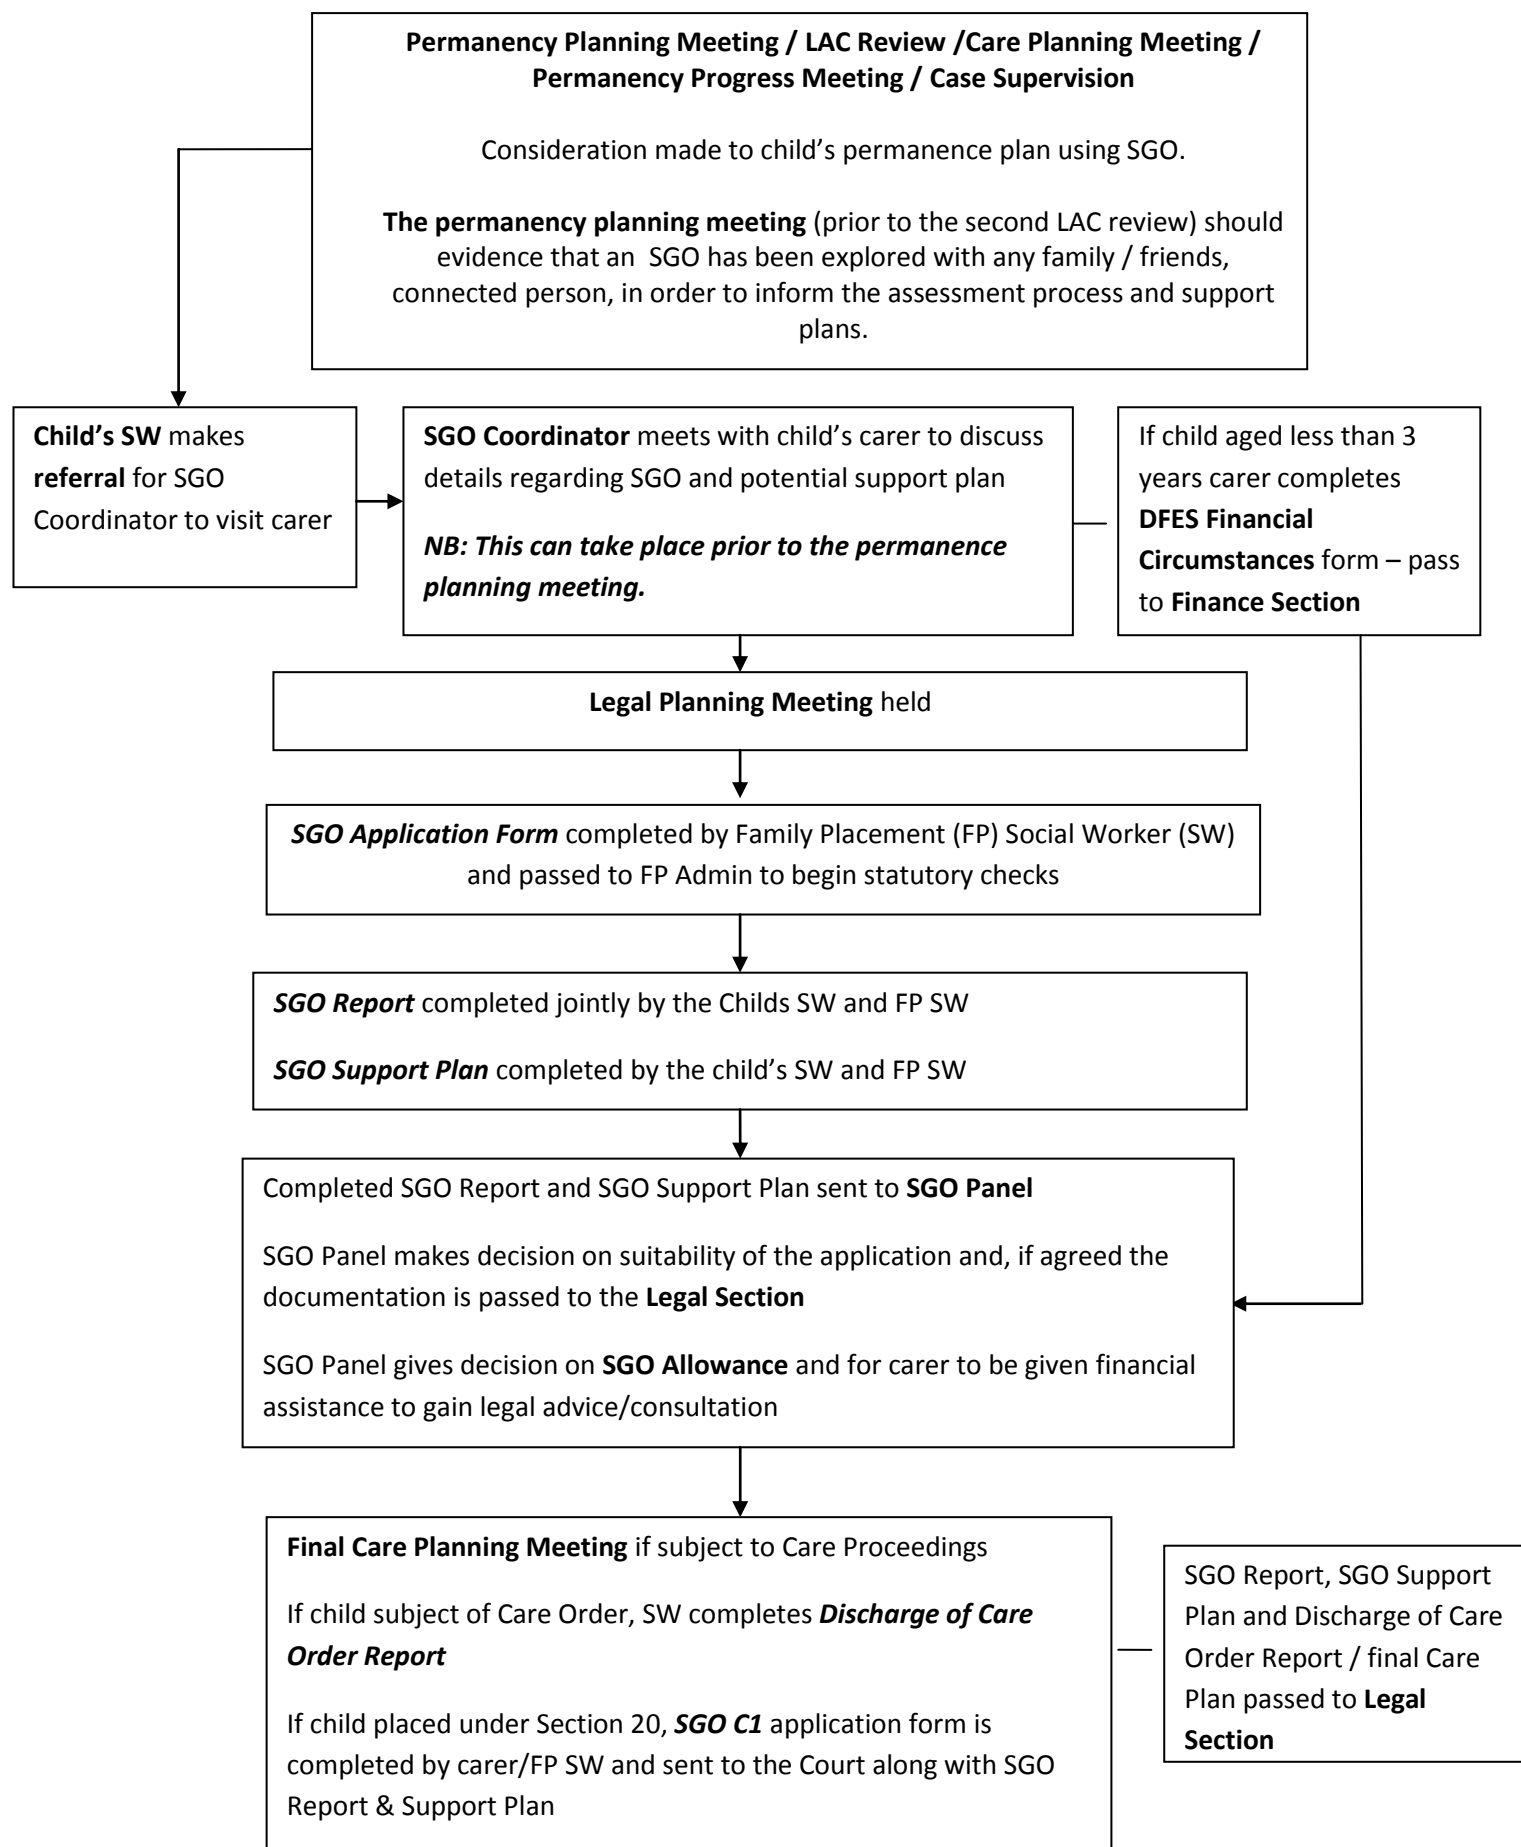 Permanency Planning Meeting / LAC Review /Care Planning Meeting /
Permanency Progress Meeting / Case Supervision
Consideration made to child’s permanence plan using SGO.
The permanency planning meeting (prior to the second LAC review) should
evidence that an  SGO has been explored with any family / friends,
connected person, in order to inform the assessment process and support
plans.
Child’s SW makes
referral for SGO
Coordinator to visit carer
SGO Coordinator meets with child’s carer to discuss
details regarding SGO and potential support plan
NB: This can take place prior to the permanence
planning meeting.
If child aged less than 3
years carer completes
DFES Financial
Circumstances form – pass
to Finance Section
Legal Planning Meeting held
SGO Application Form completed by Family Placement (FP) Social Worker (SW)
and passed to FP Admin to begin statutory checks
SGO Report completed jointly by the Childs SW and FP SW
SGO Support Plan completed by the child’s SW and FP SW
Completed SGO Report and SGO Support Plan sent to SGO Panel
SGO Panel makes decision on suitability of the application and, if agreed the
documentation is passed to the Legal Section
SGO Panel gives decision on SGO Allowance and for carer to be given financial
assistance to gain legal advice/consultation
Final Care Planning Meeting if subject to Care Proceedings
If child subject of Care Order, SW completes Discharge of Care
Order Report
If child placed under Section 20, SGO C1 application form is
completed by carer/FP SW and sent to the Court along with SGO
Report & Support Plan
SGO Report, SGO Support
Plan and Discharge of Care
Order Report / final Care
Plan passed to Legal
Section